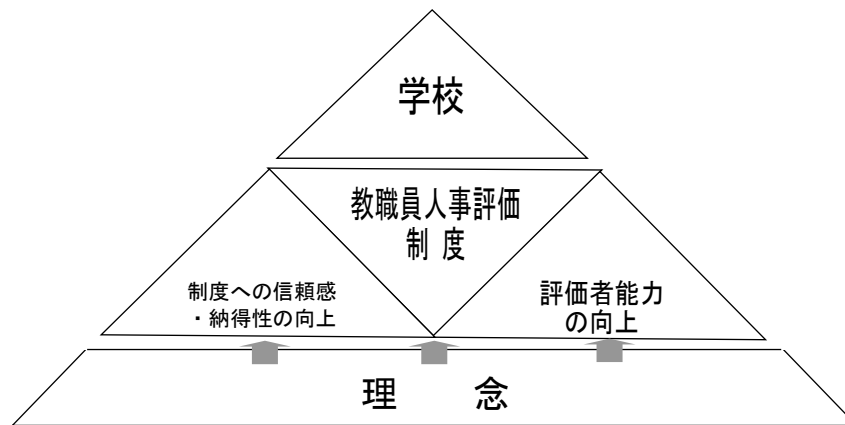 学校
教職員人事評価
制 度
制度への信頼感
・納得性の向上
評価者能力
の向上
理 念